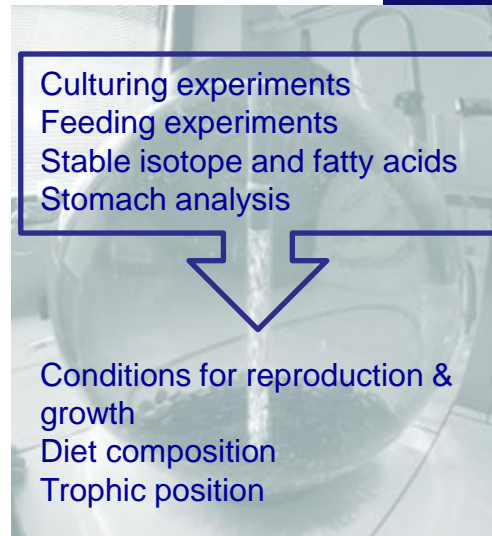 Culturing experiments
Feeding experiments
Stable isotope and fatty acids
Stomach analysis
Conditions for reproduction &
growth
Diet composition
Trophic position